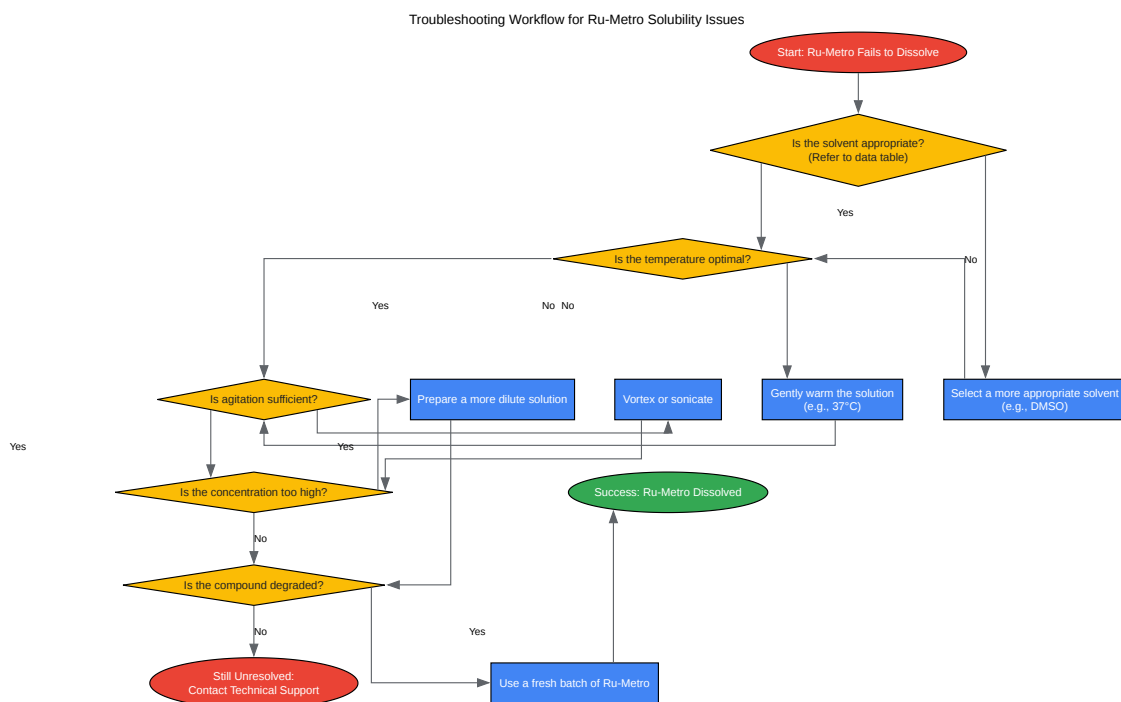 Troubleshooting Workflow for Ru-Metro Solubility Issues
Start: Ru-Metro Fails to Dissolve
Is the solvent appropriate?
(Refer to data table)
Yes
Is the temperature optimal?
No
Yes
No
No
Is agitation sufficient?
Prepare a more dilute solution
Vortex or sonicate
Gently warm the solution
(e.g., 37°C)
Select a more appropriate solvent
(e.g., DMSO)
Yes
Yes
Is the concentration too high?
Success: Ru-Metro Dissolved
No
Is the compound degraded?
No
Yes
Still Unresolved:
Contact Technical Support
Use a fresh batch of Ru-Metro